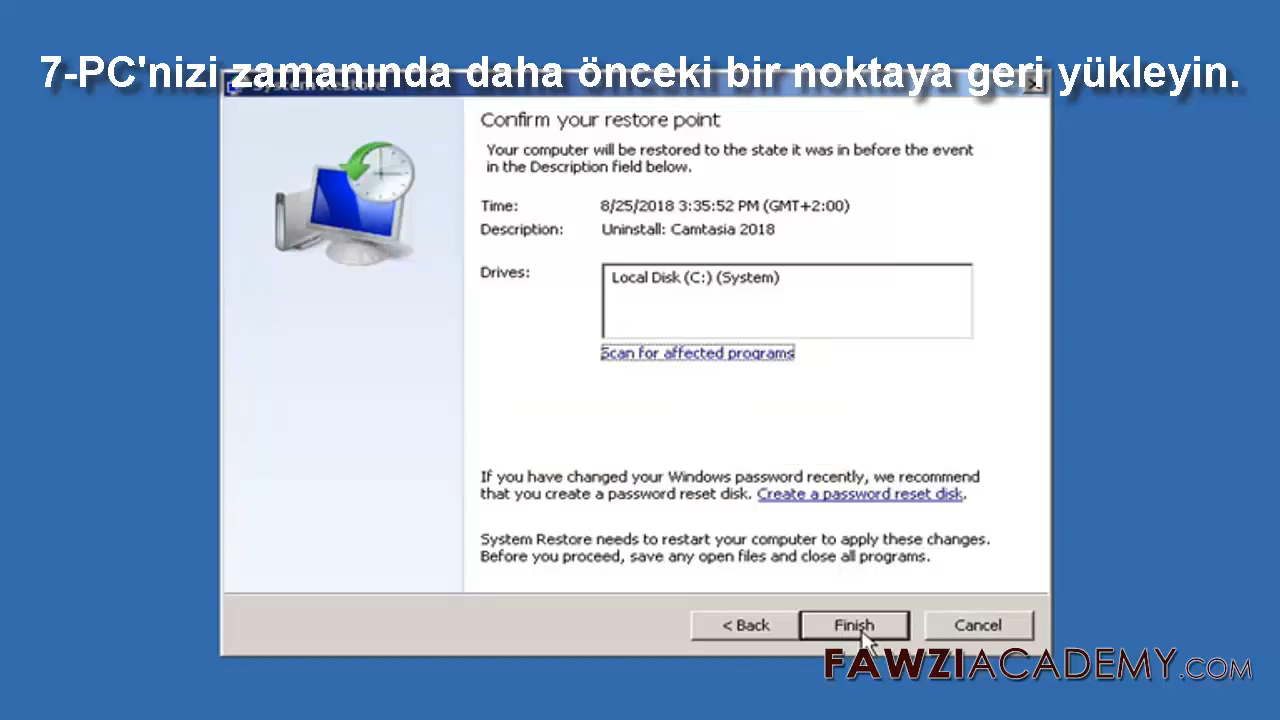 7-PC'nizi zamanında daha önceki bir noktaya geri yükleyin.
System Restore
Confirm your restore point
Your computer will be restored to the state it was in before the event
in the Description field below.
Time: 8/25/2018 3:35:52 PM (GMT+2:00)
Description: Uninstall: Camtasia 2018
Drives: Local Disk (C:) (System)
Scan for affected programs
If you have changed your Windows password recently, we recommend
that you create a password reset disk. Create a password reset disk.
System Restore needs to restart your computer to apply these changes.
Before you proceed, save any open files and close all programs.
< Back Finish Cancel
FAWZIACADEMY.COM